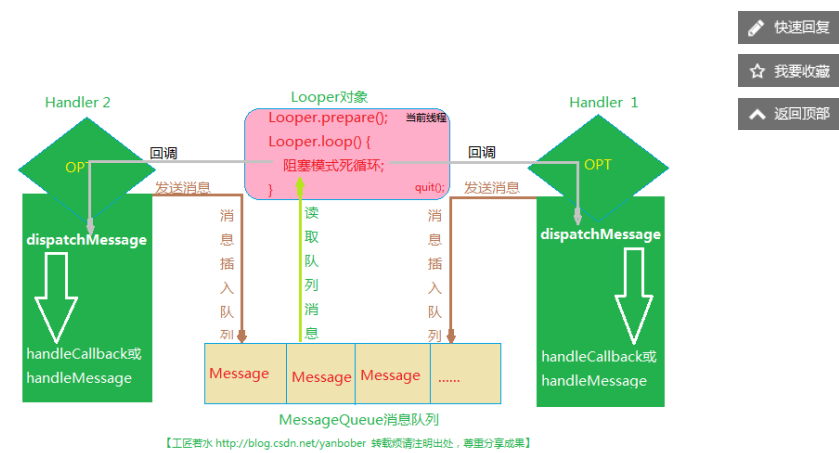 快速回复
我要收藏
返回顶部
Looper对象
Handler 2
Handler 1
Looper.prepare();
当前线程
Looper.loop() {
阻塞模式死循环;
}
quit();
回调
回调
OPT
OPT
发送消息
发送消息
消息插入队列
读取队列消息
消息插入队列
dispatchMessage
dispatchMessage
handleCallback或
handleMessage
handleCallback或
handleMessage
Message
Message
Message
......
MessageQueue消息队列
【工匠若水 http://blog.csdn.net/yanbober 转载烦请注明出处，尊重分享成果】